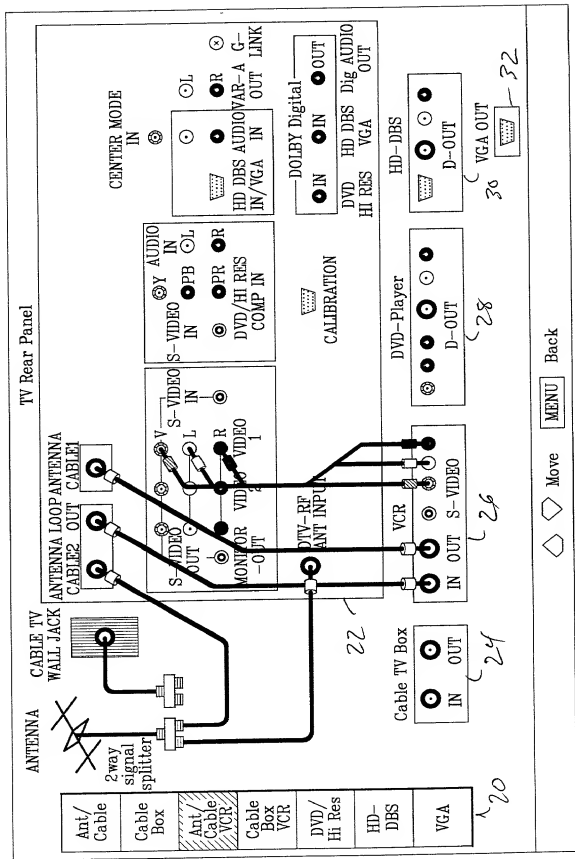 TV Rear Panel
ANTENNA
CABLE TV
WALL JACK
2way
signal
splitter
ANTENNA
CABLE2
LOOP
OUT
ANTENNA
CABLE1
CENTER MODE
IN
S-VIDEO
OUT
MONITOR
-OUT
V
L
R
VIDEO
2
VIDEO
1
S-VIDEO
IN
DTV-RF
ANT INPUT
S-VIDEO
IN
Y
PB
PR
AUDIO
IN
L
R
DVD/HI RES
COMP IN
HD DBS
IN/VGA
AUDIO
IN
L
R
VAR-A
OUT
G-
LINK
CALIBRATION
DOLBY Digital
IN
IN
OUT
DVD
HI RES
HD DBS
VGA
Dig AUDIO
OUT
22
Cable TV Box
IN
OUT
24
VCR
IN
OUT
S-VIDEO
26
DVD-Player
D-OUT
28
HD-DBS
D-OUT
30
VGA OUT
32
Ant/
Cable
Cable
Box
Ant/
Cable
VCR
Cable
Box
VCR
DVD/
Hi Res
HD-
DBS
VGA
20
Move
MENU
Back